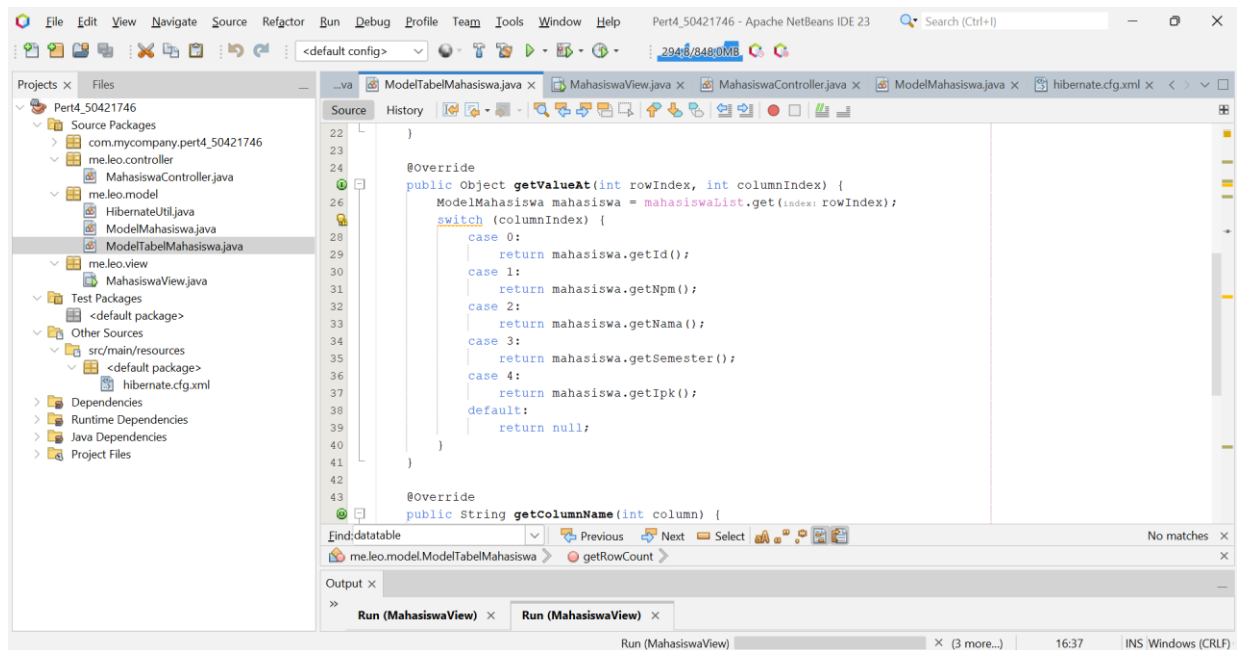 File Edit View Navigate Source Refactor Run Debug Profile Team Tools Window Help Pert4_50421746 - Apache NetBeans IDE 23 Search (Ctrl+I)
<default config> 294,8/848,0MB
Projects Files
...va ModelTabelMahasiswa.java MahasiswaView.java MahasiswaController.java ModelMahasiswa.java hibernate.cfg.xml
Source History
Pert4_50421746
Source Packages
com.mycompany.pert4_50421746
me.leo.controller
MahasiswaController.java
me.leo.model
HibernateUtil.java
ModelMahasiswa.java
ModelTabelMahasiswa.java
me.leo.view
MahasiswaView.java
Test Packages
<default package>
Other Sources
src/main/resources
<default package>
hibernate.cfg.xml
Dependencies
Runtime Dependencies
Java Dependencies
Project Files
22 }
23
24 @Override
public Object getValueAt(int rowIndex, int columnIndex) {
26 ModelMahasiswa mahasiswa = mahasiswaList.get(index: rowIndex);
switch (columnIndex) {
28 case 0:
29 return mahasiswa.getId();
30 case 1:
31 return mahasiswa.getNpm();
32 case 2:
33 return mahasiswa.getNama();
34 case 3:
35 return mahasiswa.getSemester();
36 case 4:
37 return mahasiswa.getIpk();
38 default:
39 return null;
40 }
41 }
42
43 @Override
public String getColumnName(int column) {
Find: datatable Previous Next Select No matches
me.leo.model.ModelTabelMahasiswa getRowCount
Output
Run (MahasiswaView) Run (MahasiswaView)
Run (MahasiswaView) (3 more...) 16:37 INS Windows (CRLF)